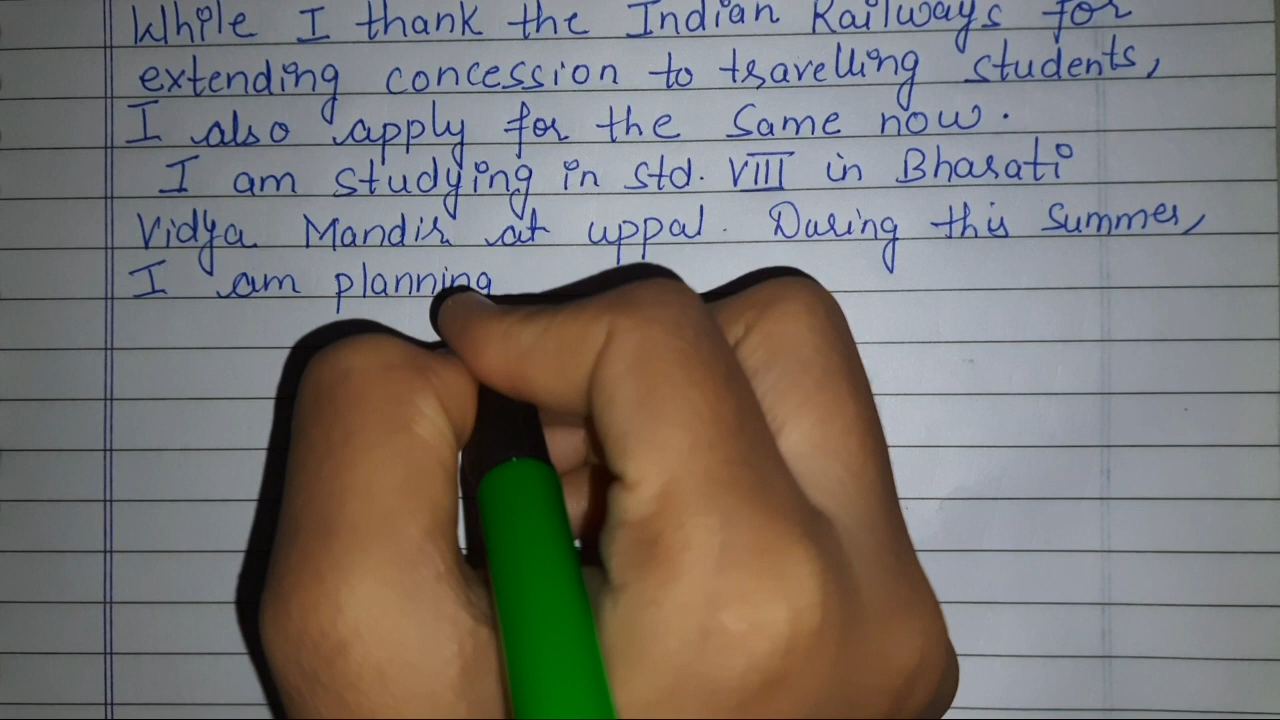 While I thank the Indian Railways for
extending concession to travelling students,
I also apply for the same now.
I am studying in std. VIII in Bharati
Vidya Mandir at uppal. During this Summer,
I am planning